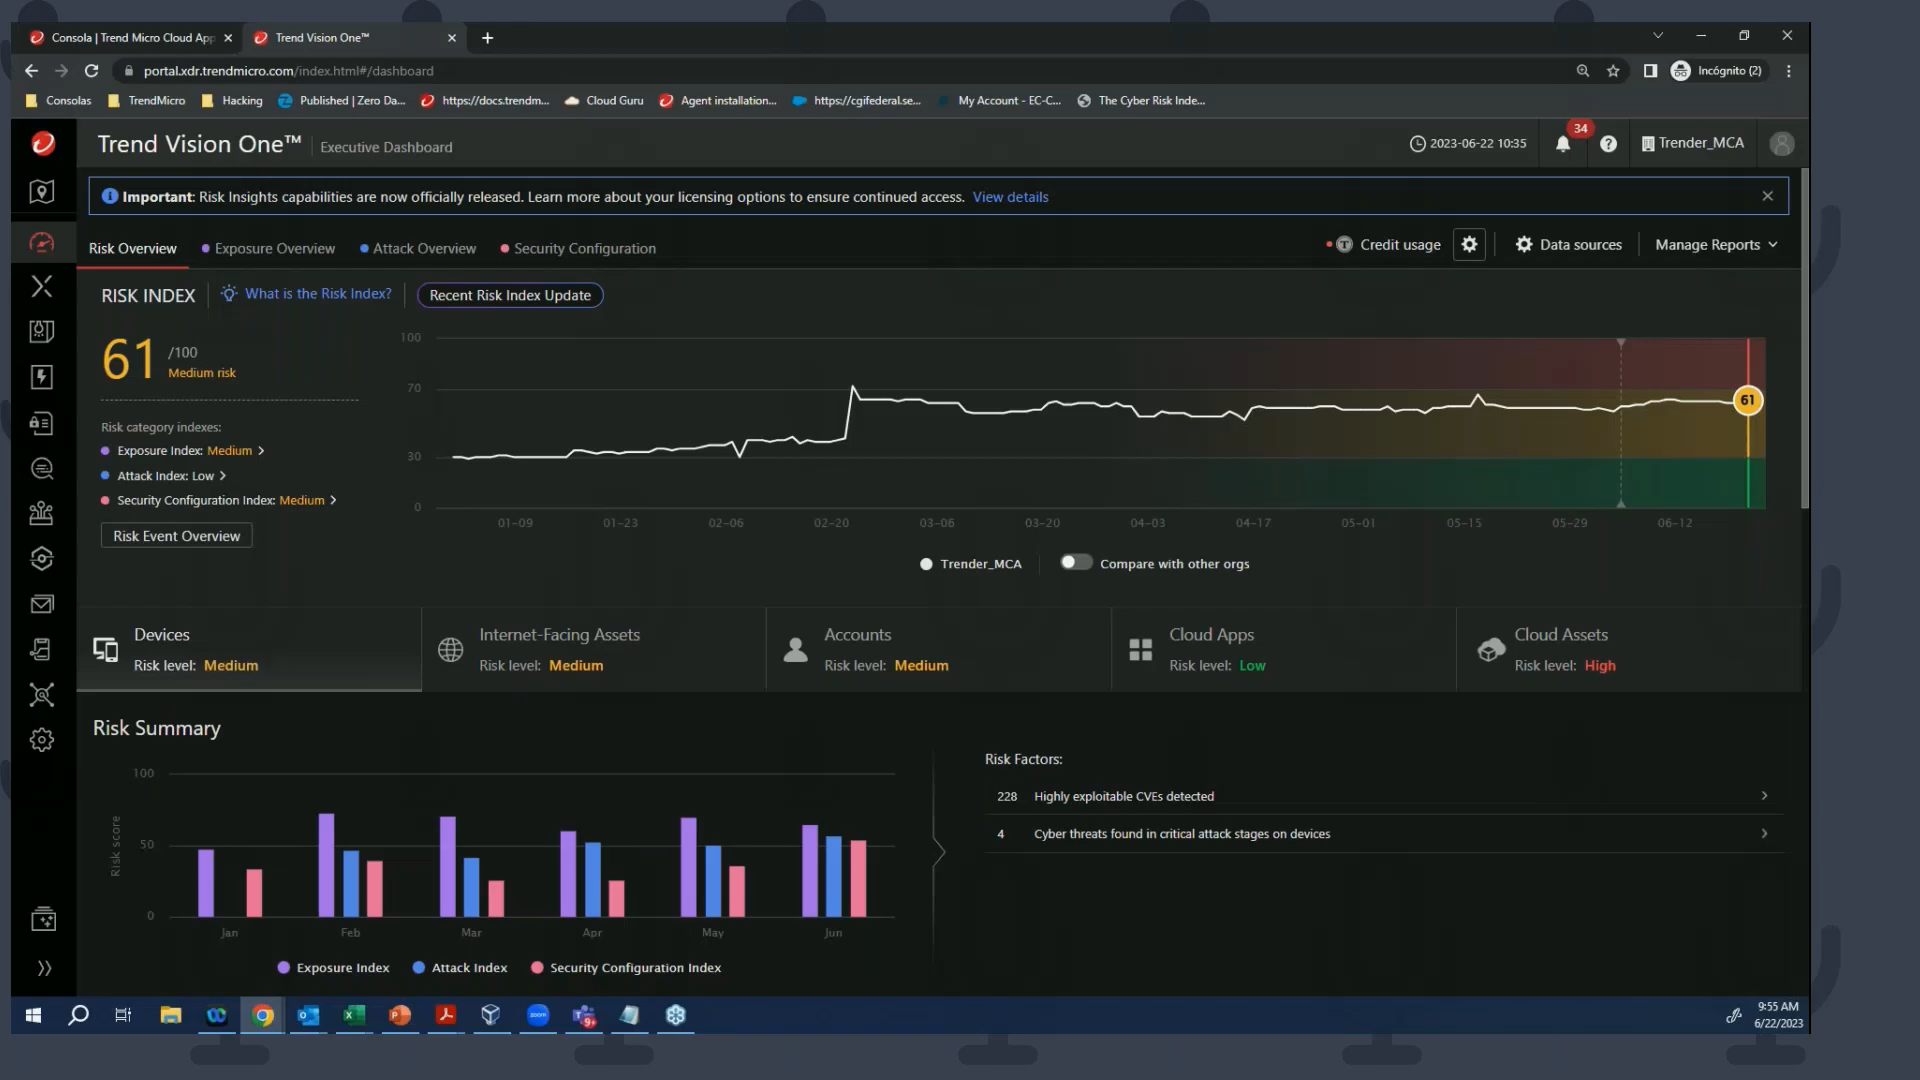 Consola | Trend Micro Cloud App
Trend Vision One™
portal.xdr.trendmicro.com/index.html#/dashboard
Incógnito (2)
Consolas
TrendMicro
Hacking
Published | Zero Da...
https://docs.trendm...
Cloud Guru
Agent installation...
https://cgifederal.se...
My Account - EC-C...
The Cyber Risk Inde...
Trend Vision One™
Executive Dashboard
2023-06-22 10:35
34
Trender_MCA
Important: Risk Insights capabilities are now officially released. Learn more about your licensing options to ensure continued access. View details
Risk Overview
Exposure Overview
Attack Overview
Security Configuration
Credit usage
Data sources
Manage Reports
RISK INDEX
What is the Risk Index?
Recent Risk Index Update
61 /100
Medium risk
Risk category indexes:
Exposure Index: Medium
Attack Index: Low
Security Configuration Index: Medium
Risk Event Overview
100
70
30
0
61
01-09 01-23 02-06 02-20 03-06 03-20 04-03 04-17 05-01 05-15 05-29 06-12
Trender_MCA
Compare with other orgs
Devices
Risk level: Medium
Internet-Facing Assets
Risk level: Medium
Accounts
Risk level: Medium
Cloud Apps
Risk level: Low
Cloud Assets
Risk level: High
Risk Summary
Risk score
100
50
0
Jan Feb Mar Apr May Jun
Exposure Index
Attack Index
Security Configuration Index
Risk Factors:
228 Highly exploitable CVEs detected
4 Cyber threats found in critical attack stages on devices
zoom
9+
9:55 AM
6/22/2023